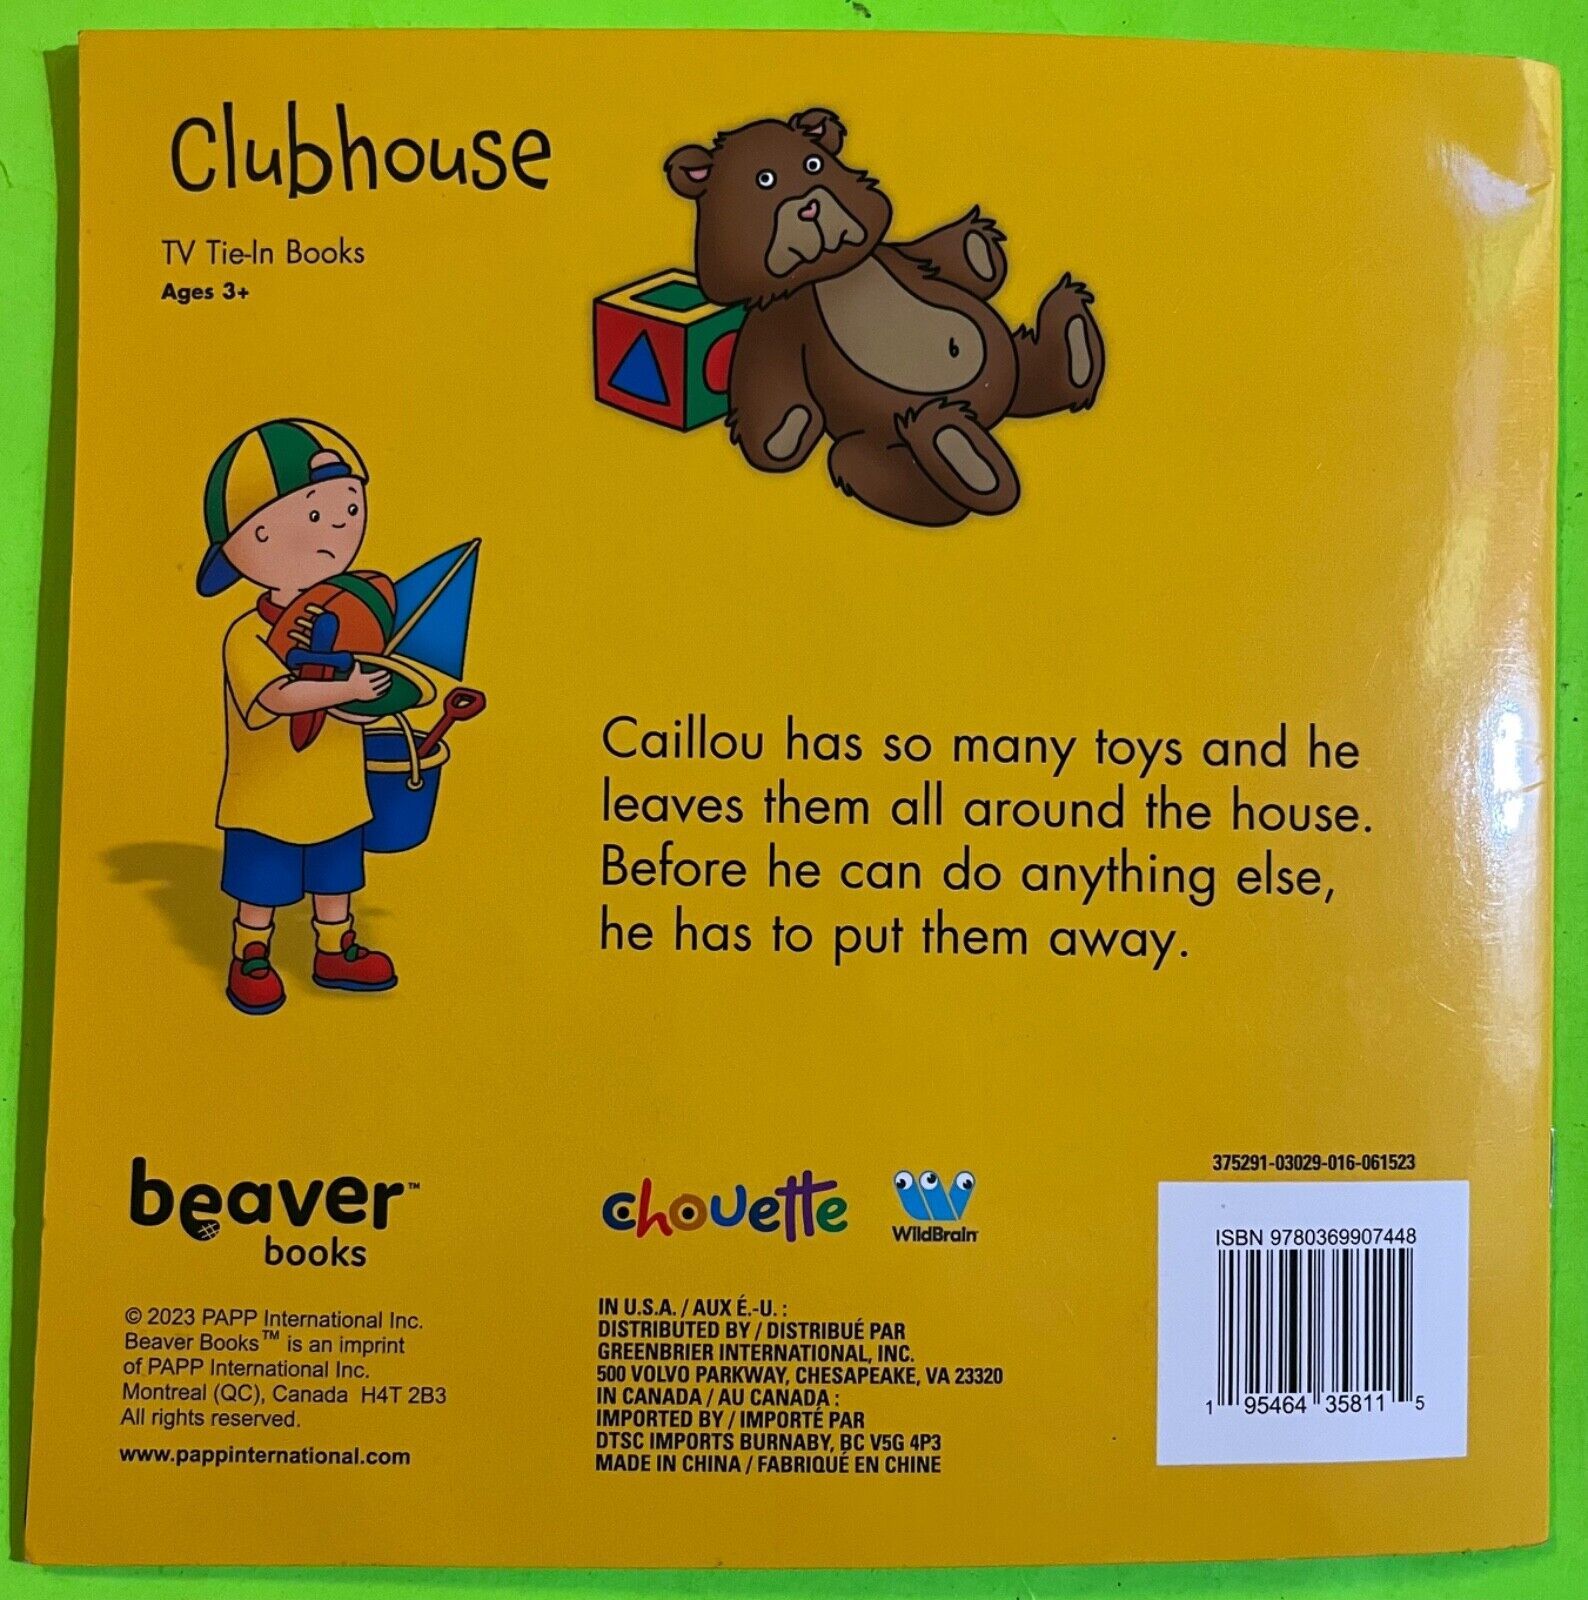 Clubhouse
TV Tie-In Books
Ages 3+
Caillou has so many toys and he
leaves them all around the house.
Before he can do anything else,
he has to put them away.
beaver™
books
© 2023 PAPP International Inc.
Beaver Books™ is an imprint
of PAPP International Inc.
Montreal (QC), Canada H4T 2B3
All rights reserved.
www.pappinternational.com
chouette
WildBrain
IN U.S.A. / AUX É.-U. :
DISTRIBUTED BY / DISTRIBUÉ PAR
GREENBRIER INTERNATIONAL, INC.
500 VOLVO PARKWAY, CHESAPEAKE, VA 23320
IN CANADA / AU CANADA :
IMPORTED BY / IMPORTÉ PAR
DTSC IMPORTS BURNABY, BC V5G 4P3
MADE IN CHINA / FABRIQUÉ EN CHINE
375291-03029-016-061523
ISBN 9780369907448
1 95464 35811 5